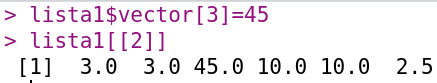 > lista1$vector[3]=45
> lista1[[2]]
[1]  3.0  3.0 45.0 10.0 10.0  2.5